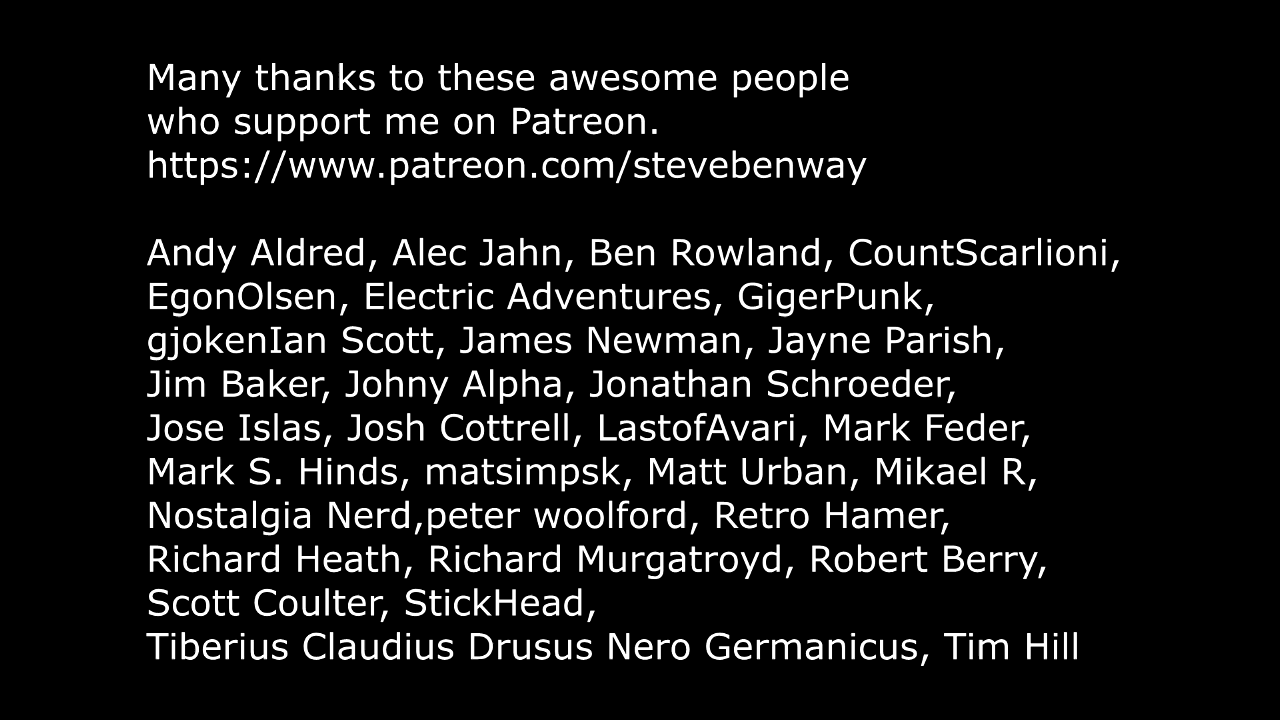 Many thanks to these awesome people
who support me on Patreon.
https://www.patreon.com/stevebenway
Andy Aldred, Alec Jahn, Ben Rowland, CountScarlioni,
EgonOlsen, Electric Adventures, GigerPunk,
gjokenIan Scott, James Newman, Jayne Parish,
Jim Baker, Johny Alpha, Jonathan Schroeder,
Jose Islas, Josh Cottrell, LastofAvari, Mark Feder,
Mark S. Hinds, matsimpsk, Matt Urban, Mikael R,
Nostalgia Nerd,peter woolford, Retro Hamer,
Richard Heath, Richard Murgatroyd, Robert Berry,
Scott Coulter, StickHead,
Tiberius Claudius Drusus Nero Germanicus, Tim Hill